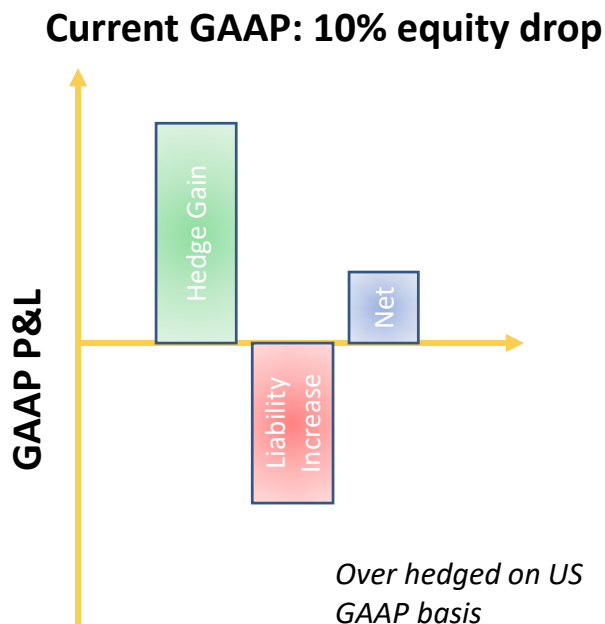 Current GAAP: 10% equity drop
GAAP P&L
Hedge Gain
Liability
Increase
Net
Over hedged on US
GAAP basis